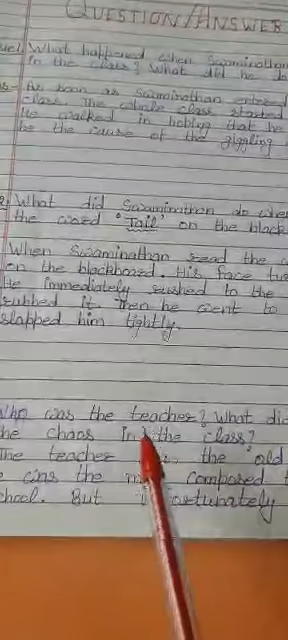 QUESTION/ANSWER
What happened when Swaminathan
in the class? What did he do
As soon as Swaminathan entered
class. The whole class started
He walked in hoping that he
be the cause of the giggling
What did Swaminathan do when
the word 'Tail' on the black
When Swaminathan read the
on the blackboard. His face tu
He immediately rushed to the
rubbed it. Then he went to
slapped him tightly.
Who was the teacher? What did
the chaos in the class?
The teacher the old
was the composed
But